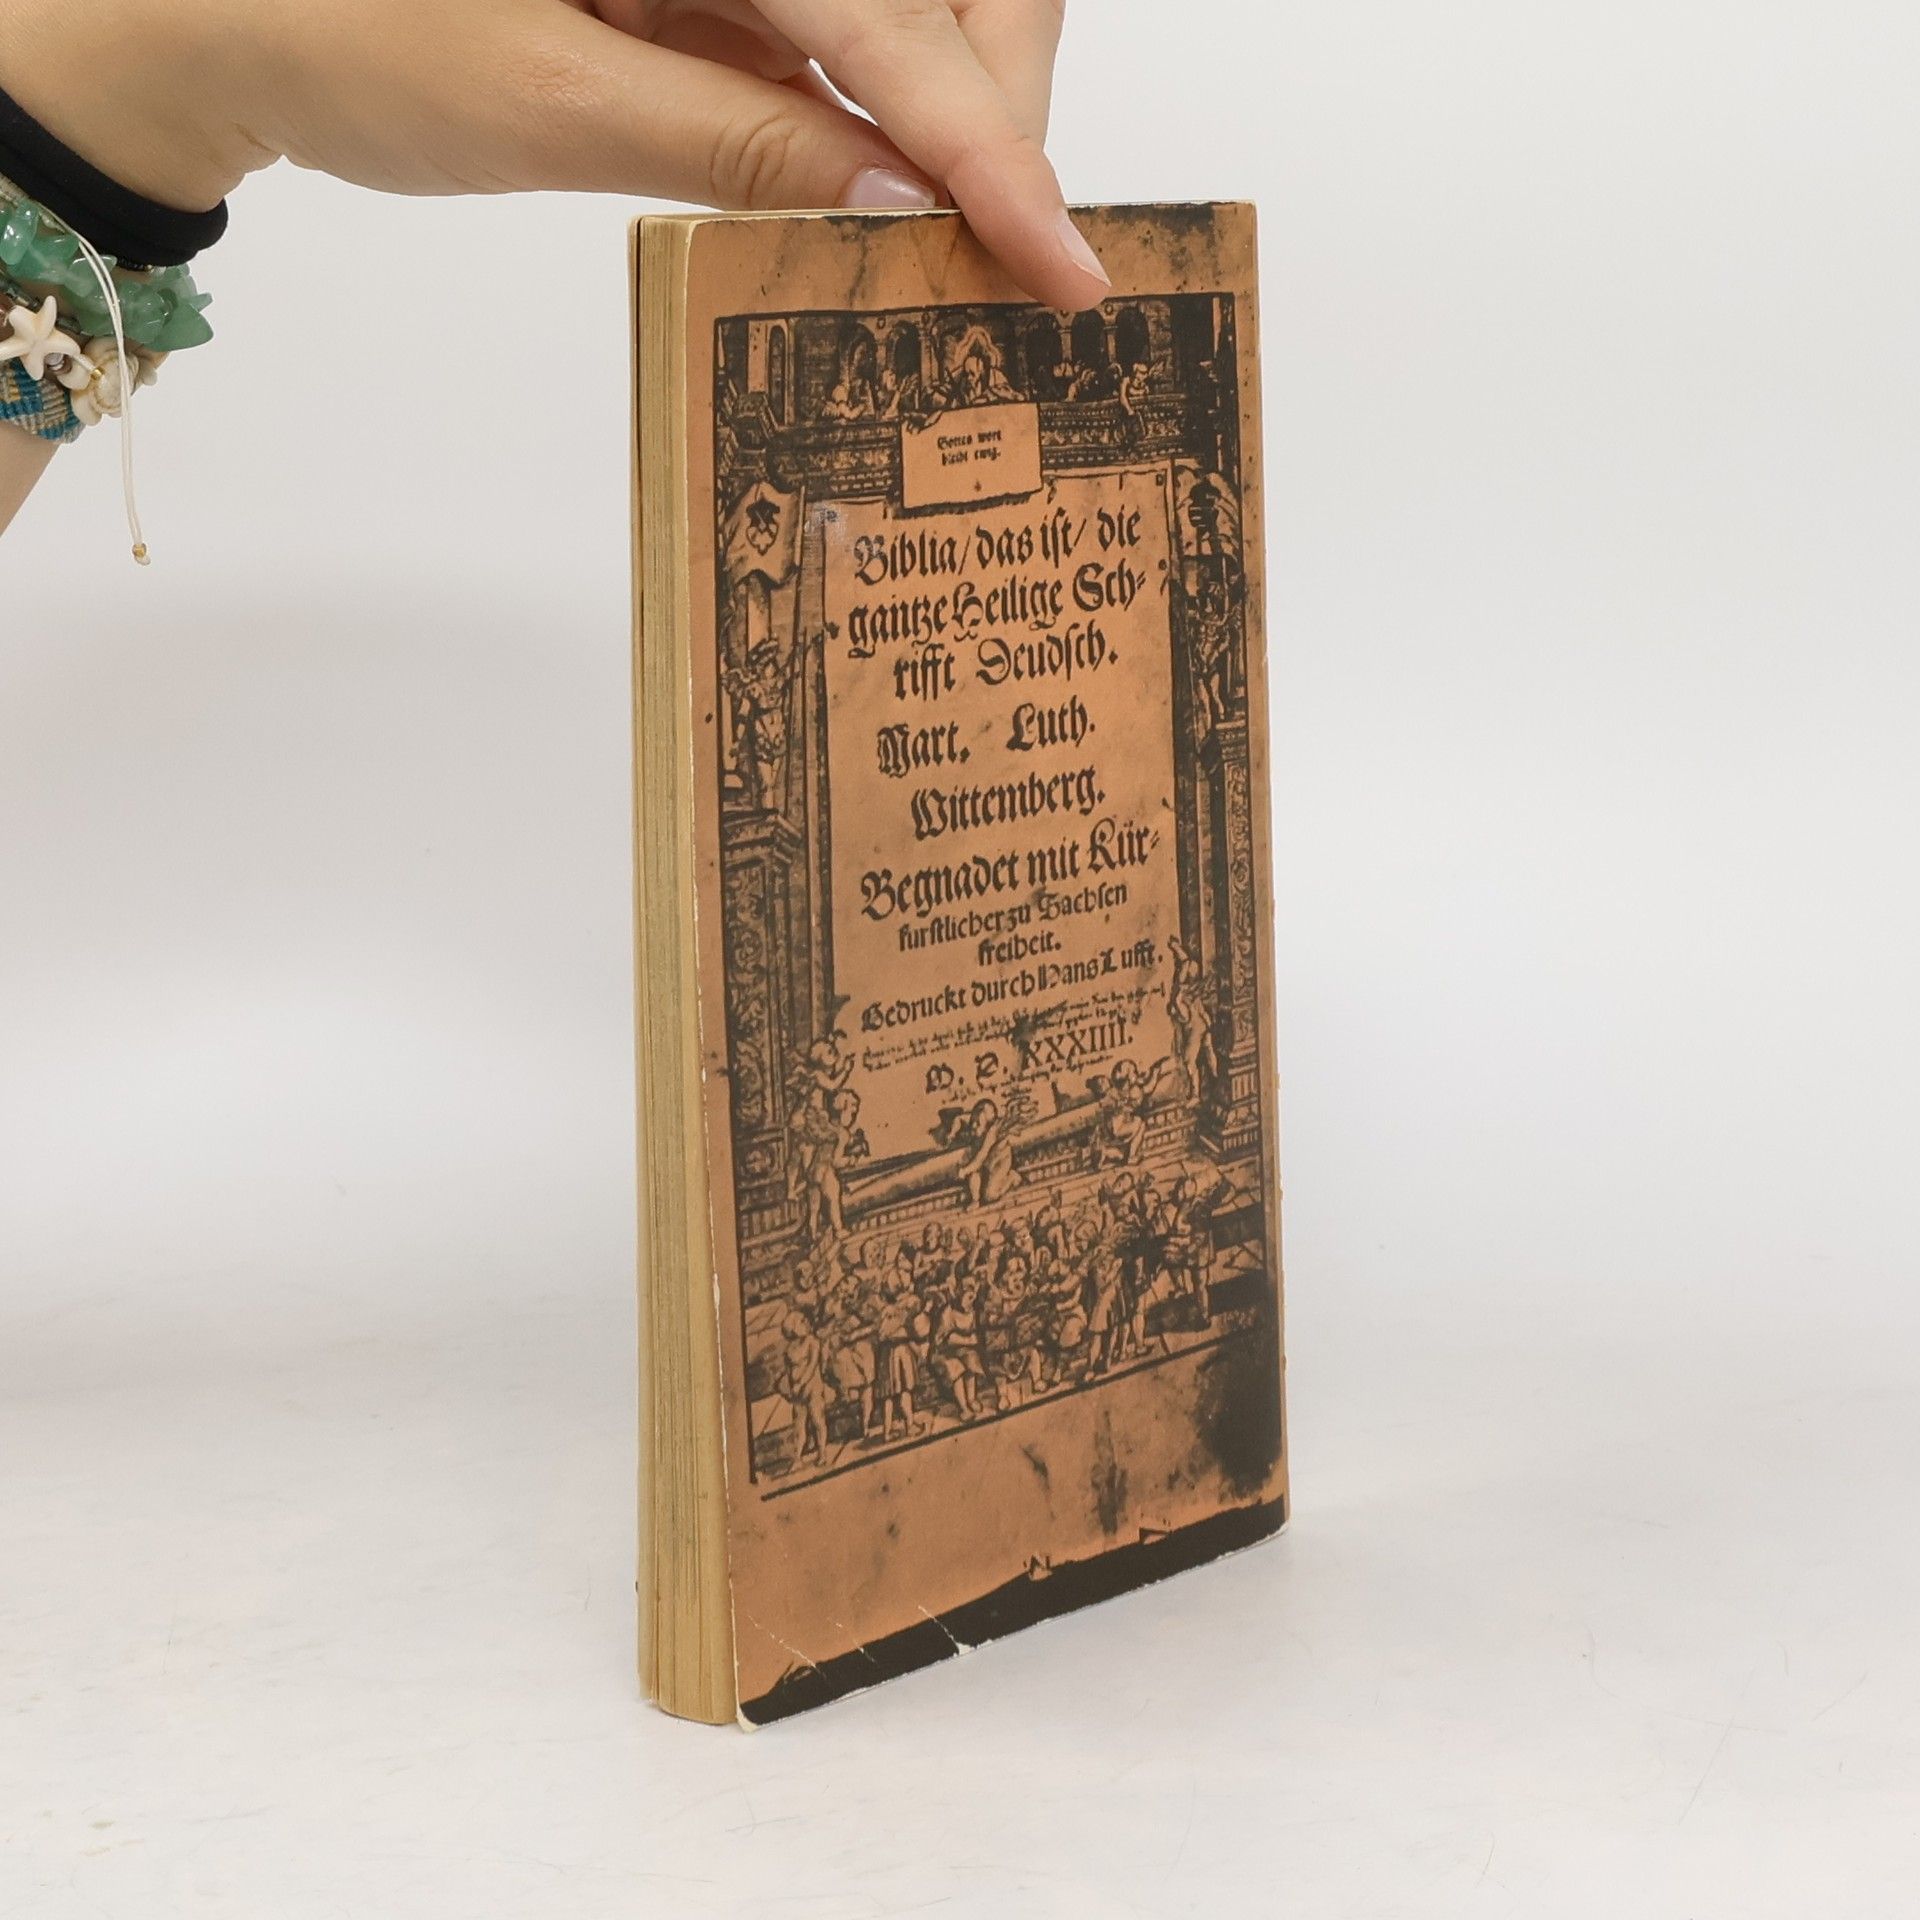 Gottes wort
bleibt ewig.
Biblia/ das ist/ die
gantze Heilige Sch-
rifft Deudsch.
Mart. Luth.
Wittemberg.
Begnadet mit Kür-
furstlicher zu Sachsen
freiheit.
Gedruckt durch Hans Lufft.
M. D. XXXIIII.